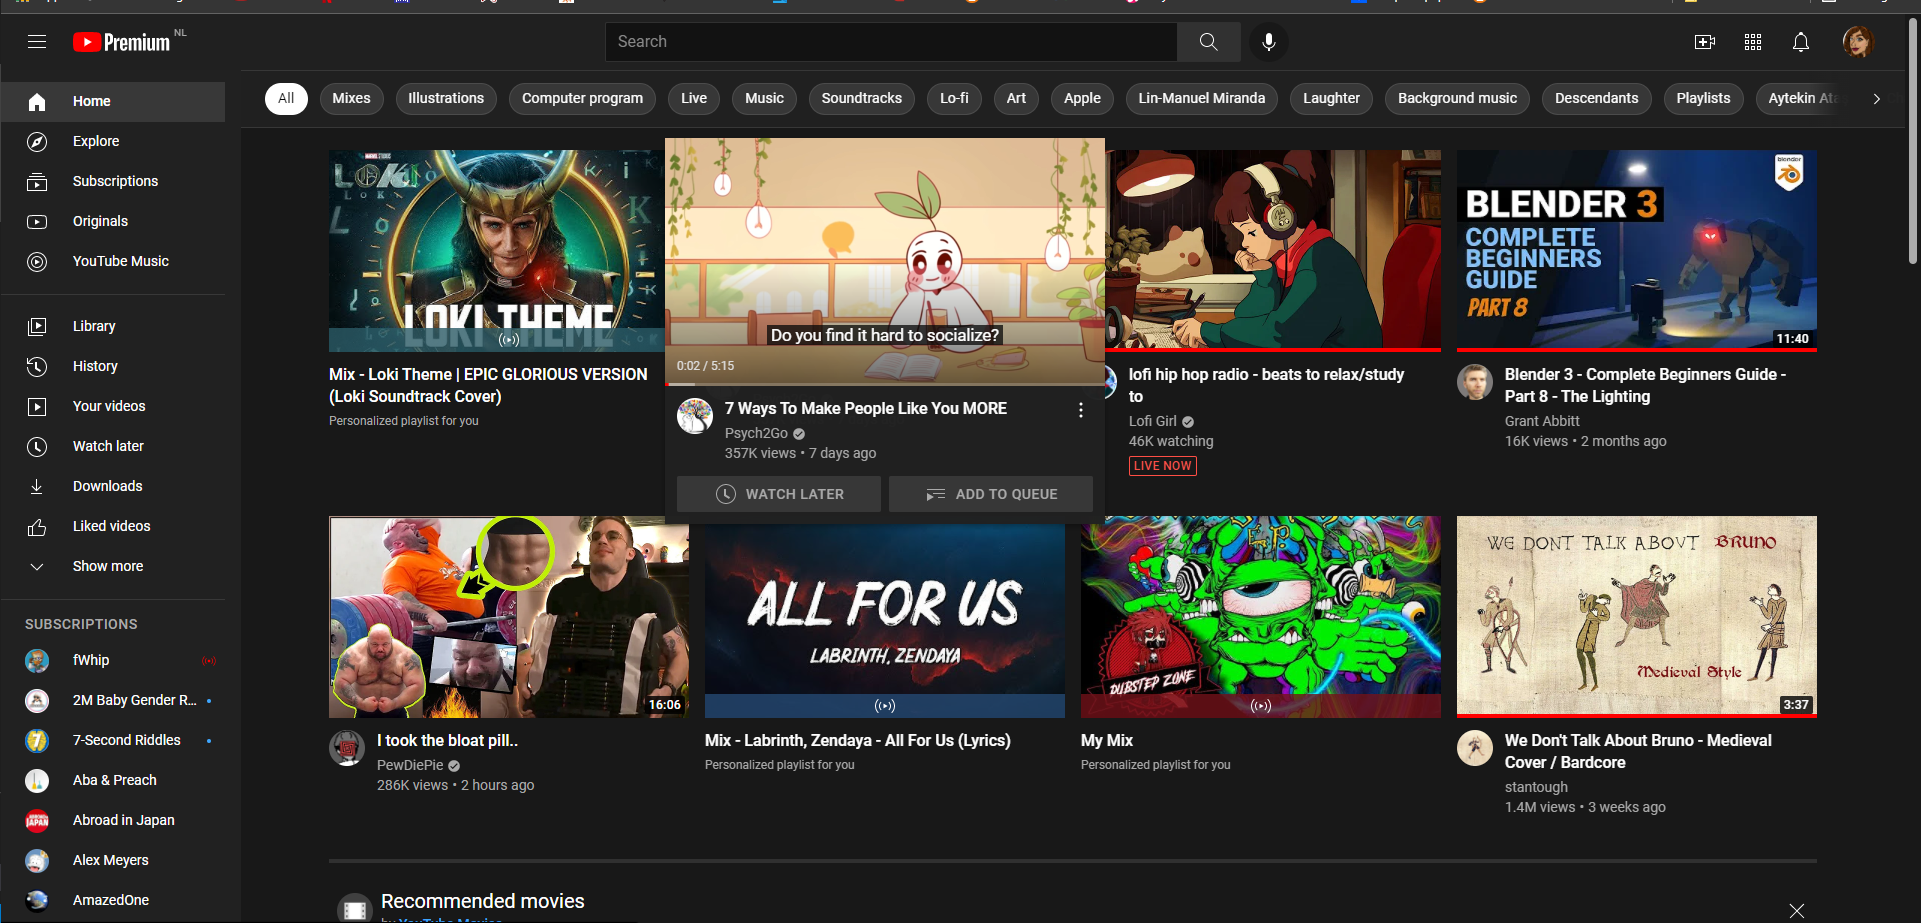 Premium NL
Search
Home
Explore
Subscriptions
Originals
YouTube Music
Library
History
Your videos
Watch later
Downloads
Liked videos
Show more
SUBSCRIPTIONS
fWhip
2M Baby Gender R...
7-Second Riddles
Aba & Preach
Abroad in Japan
Alex Meyers
AmazedOne
All
Mixes
Illustrations
Computer program
Live
Music
Soundtracks
Lo-fi
Art
Apple
Lin-Manuel Miranda
Laughter
Background music
Descendants
Playlists
Aytekin
LOKI
LOKI THEME
Mix - Loki Theme | EPIC GLORIOUS VERSION
(Loki Soundtrack Cover)
Personalized playlist for you
Do you find it hard to socialize?
0:02 / 5:15
7 Ways To Make People Like You MORE
Psych2Go
357K views • 7 days ago
WATCH LATER
ADD TO QUEUE
lofi hip hop radio - beats to relax/study
to
Lofi Girl
46K watching
LIVE NOW
blender
BLENDER 3
COMPLETE
BEGINNERS
GUIDE
PART 8
11:40
Blender 3 - Complete Beginners Guide -
Part 8 - The Lighting
Grant Abbitt
16K views • 2 months ago
16:06
I took the bloat pill..
PewDiePie
286K views • 2 hours ago
ALL FOR US
LABRINTH, ZENDAYA
Mix - Labrinth, Zendaya - All For Us (Lyrics)
Personalized playlist for you
DUBSTEP ZONE
My Mix
Personalized playlist for you
WE DONT TALK ABOVT BRUNO
Medieval Style
3:37
We Don't Talk About Bruno - Medieval
Cover / Bardcore
stantough
1.4M views • 3 weeks ago
Recommended movies
by YouTube Movies